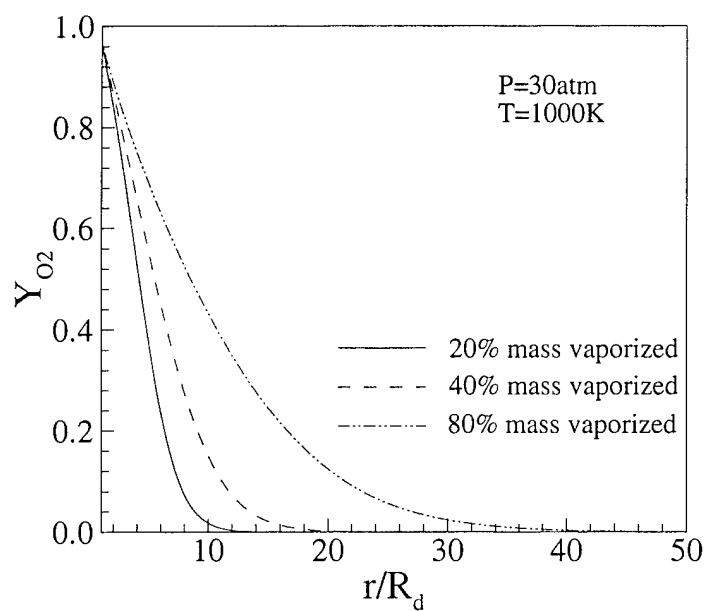 1.0
P=30atm
T=1000K
0.8
0.6
Y_O2
0.4
20% mass vaporized
40% mass vaporized
80% mass vaporized
0.2
0.0
10
20
30
40
50
r/R_d